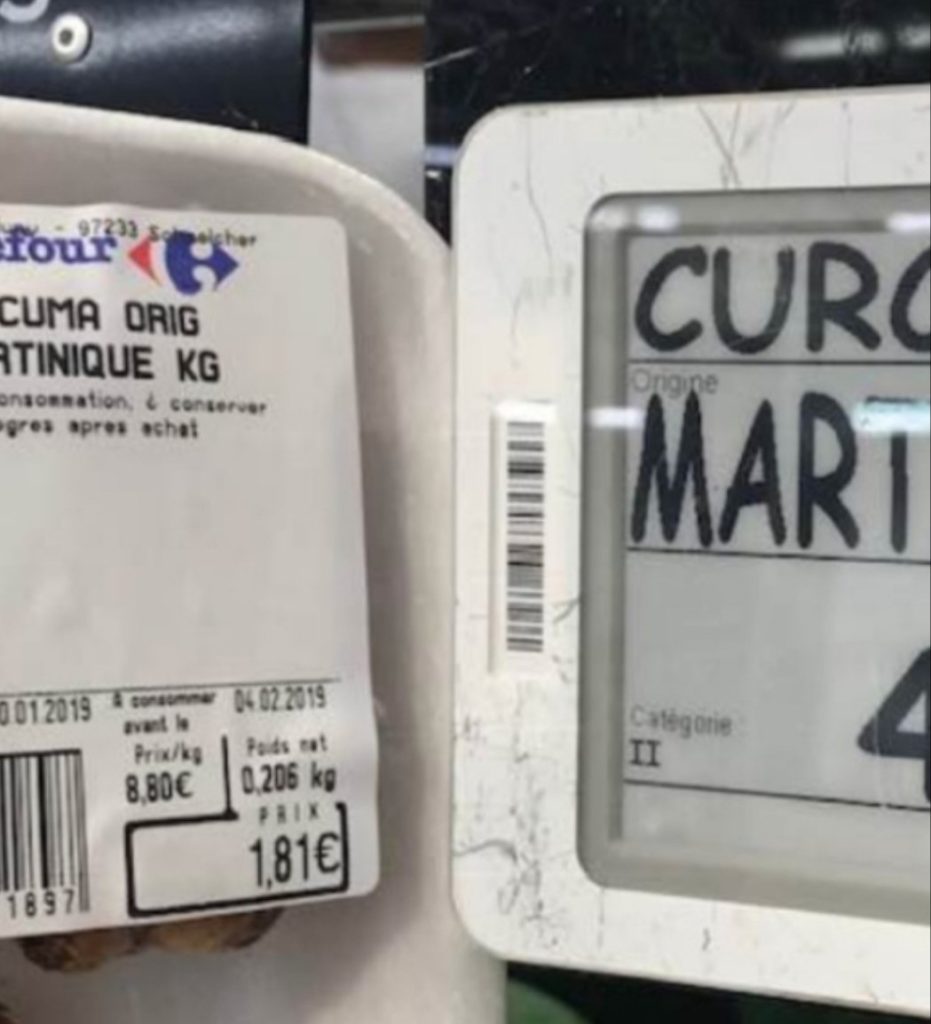 97233 Schoelcher
four
CUMA ORIG
RTINIQUE KG
onsommation, à conserver
ogres apres achat
0.01.2019
A consommer
avant le
04.02.2019
Prix/kg
8,80€
Poids net
0,206 kg
PRIX
1,81€
1897
CURC
Origine
MART
Catégorie
II
4